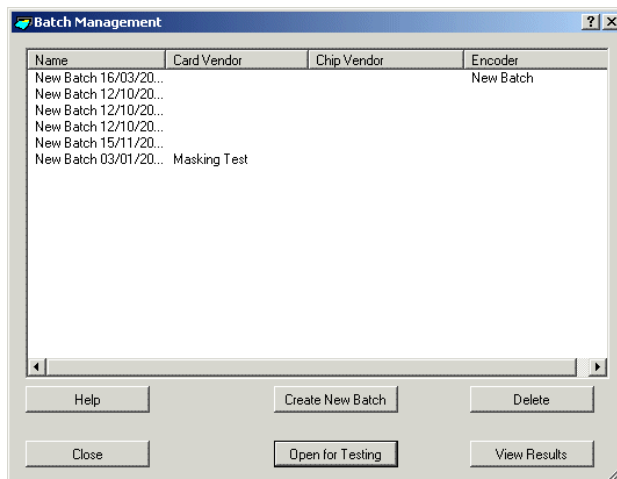 Batch Management
Name Card Vendor Chip Vendor Encoder
New Batch 16/03/20... New Batch
New Batch 12/10/20...
New Batch 12/10/20...
New Batch 12/10/20...
New Batch 15/11/20...
New Batch 03/01/20... Masking Test
Help Create New Batch Delete
Close Open for Testing View Results